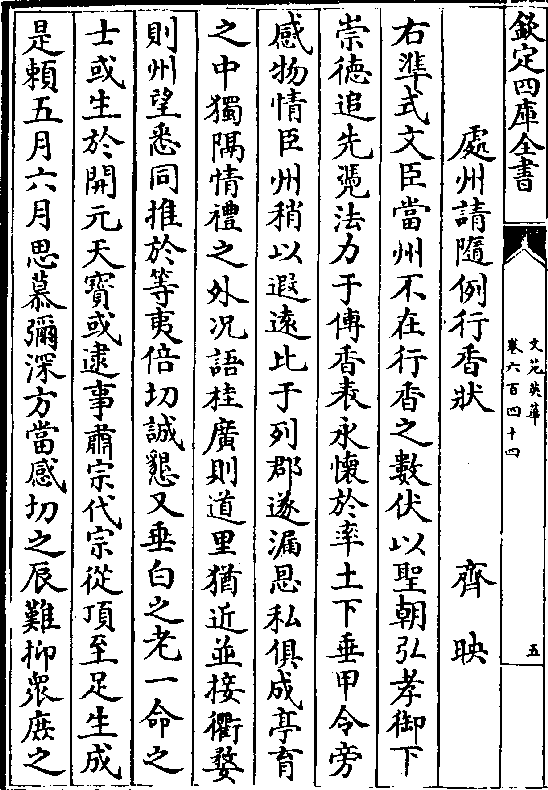 欽定四庫全書
文苑英華
卷六百四十四
五
處州請隨例行香狀 齊映
右準式文臣當州不在行香之數伏以聖朝弘孝御下
崇德追先凴法力于傳香表永懷於率土下垂甲令旁
感物情臣州稍以遐遠比于列郡遂漏恩私俱成亭育
之中獨隅情禮之外况語桂廣則道里猶近並接衢婺
則州望悉同推於等夷倍切誠懇又垂白之老一命之
士或生於開元天寶或逮事肅宗代宗從頂至足生成
是賴五月六月思慕彌深方當感切之辰難抑衆庶之